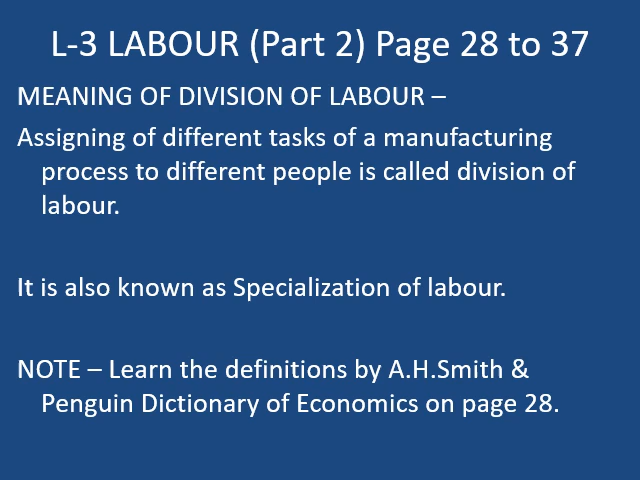 L-3 LABOUR (Part 2) Page 28 to 37
MEANING OF DIVISION OF LABOUR –
Assigning of different tasks of a manufacturing
process to different people is called division of
labour.
It is also known as Specialization of labour.
NOTE – Learn the definitions by A.H.Smith &
Penguin Dictionary of Economics on page 28.